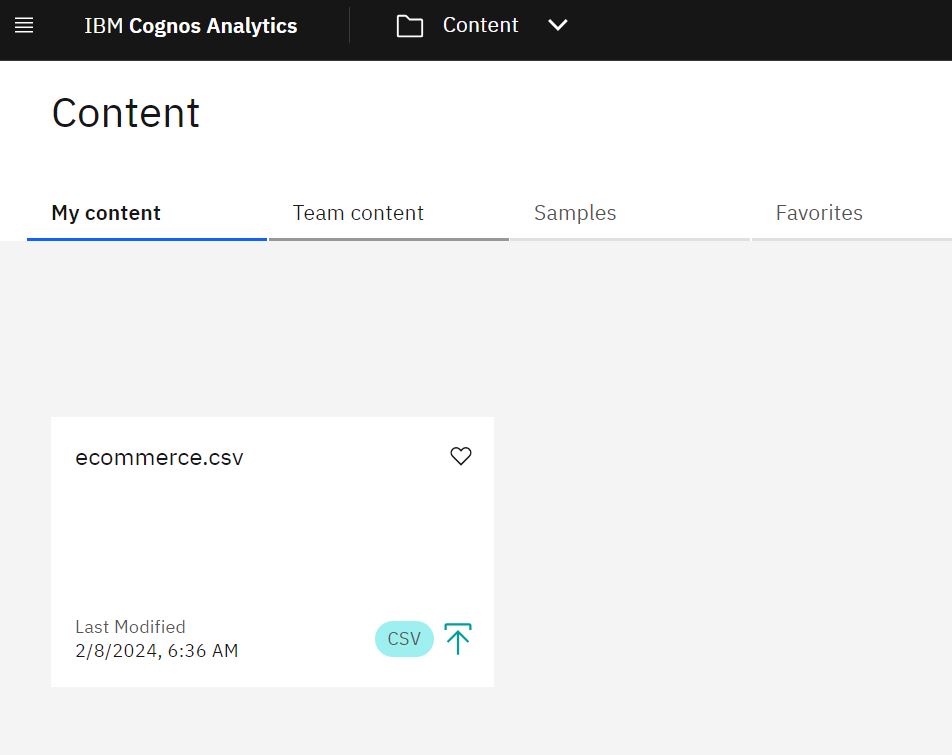 IBM Cognos Analytics
Content
Content
My content
Team content
Samples
Favorites
ecommerce.csv
Last Modified
2/8/2024, 6:36 AM
CSV